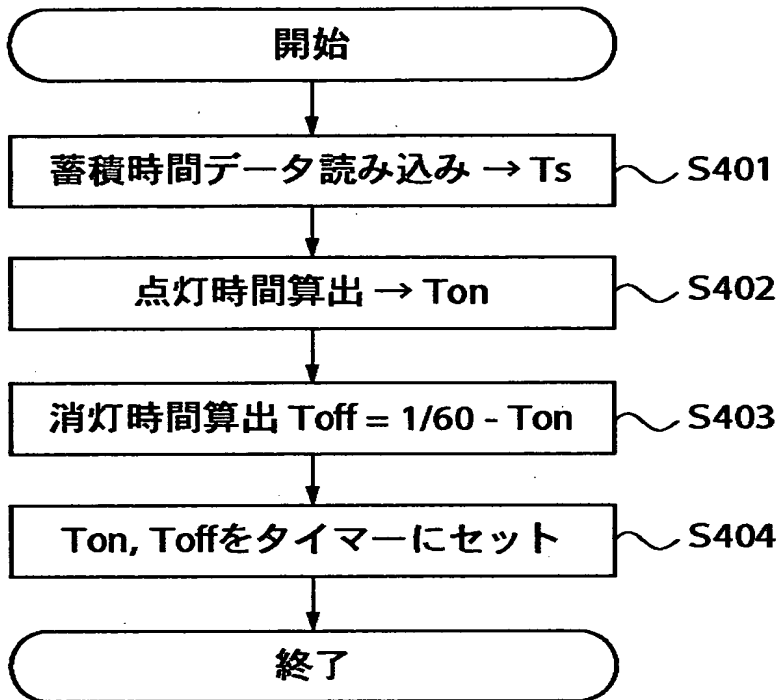 開始
蓄積時間データ読み込み → Ts
S401
点灯時間算出 → Ton
S402
消灯時間算出 Toff = 1/60 - Ton
S403
Ton, Toffをタイマーにセット
S404
終了